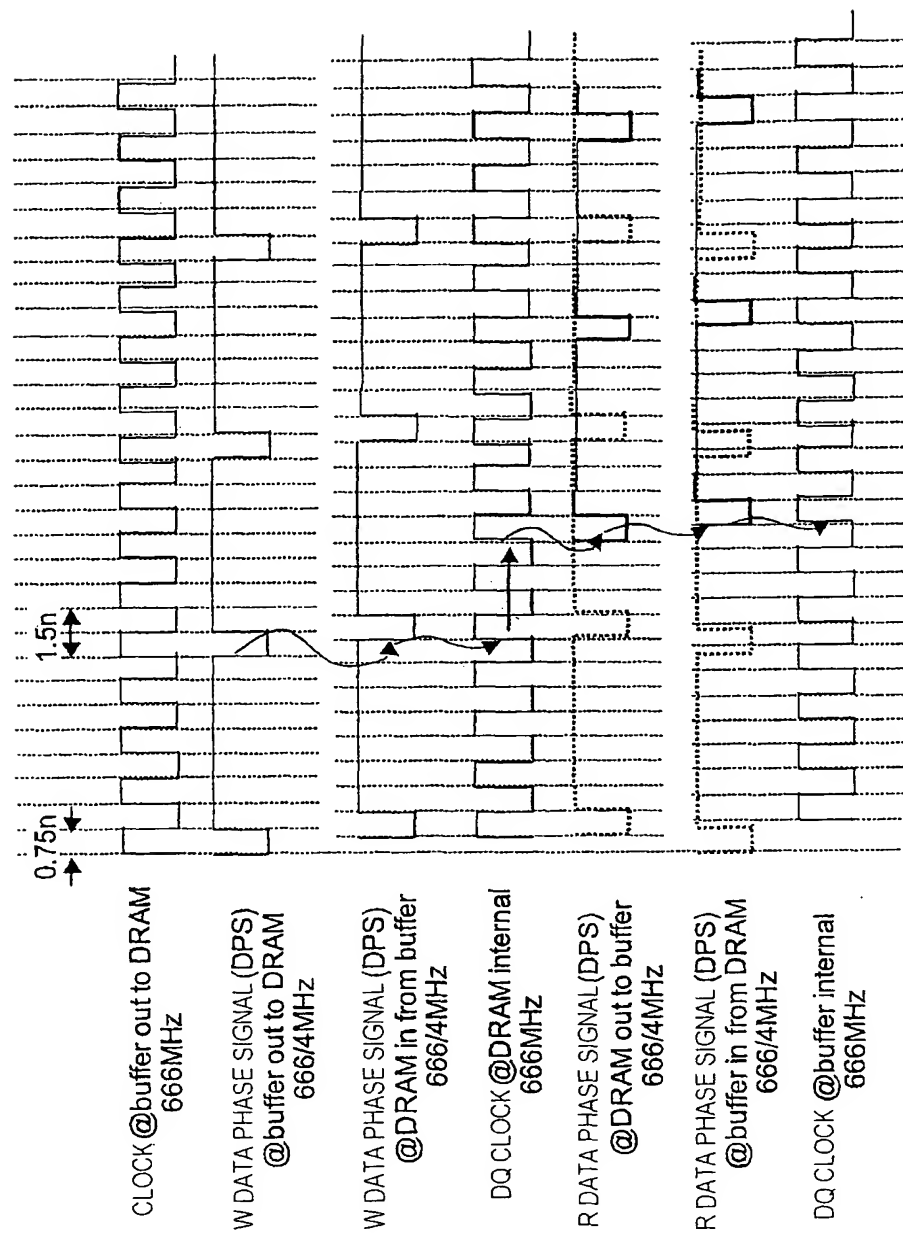 0.75n
1.5n
CLOCK @buffer out to DRAM
666MHz
W DATA PHASE SIGNAL (DPS)
@buffer out to DRAM
666/4MHz
W DATA PHASE SIGNAL (DPS)
@DRAM in from buffer
666/4MHz
DQ CLOCK @DRAM internal
666MHz
R DATA PHASE SIGNAL (DPS)
@DRAM out to buffer
666/4MHz
R DATA PHASE SIGNAL (DPS)
@buffer in from DRAM
666/4MHz
DQ CLOCK @buffer internal
666MHz